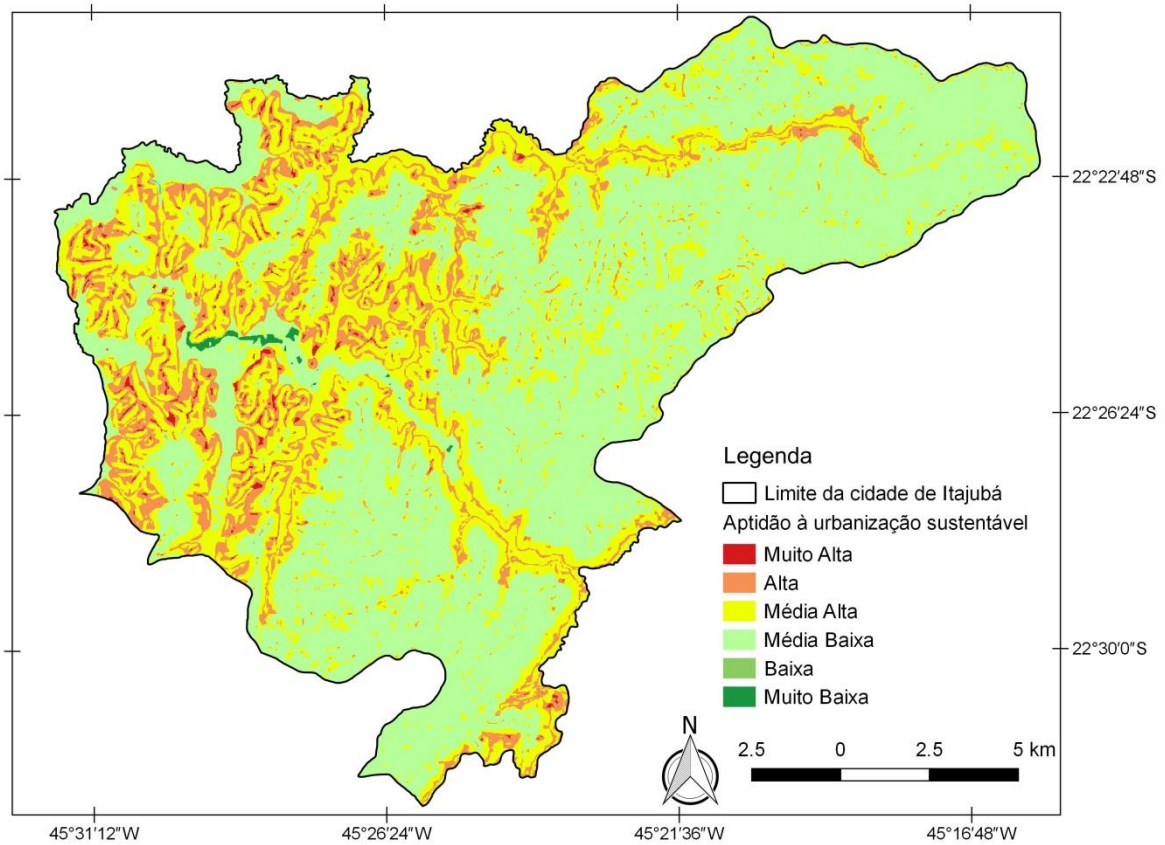 22°22'48"S
22°26'24"S
Legenda
Limite da cidade de Itajubá
Aptidão à urbanização sustentável
Muito Alta
Alta
Média Alta
Média Baixa
Baixa
Muito Baixa
22°30'0"S
N
2.5 0 2.5 5 km
45°31'12"W 45°26'24"W 45°21'36"W 45°16'48"W